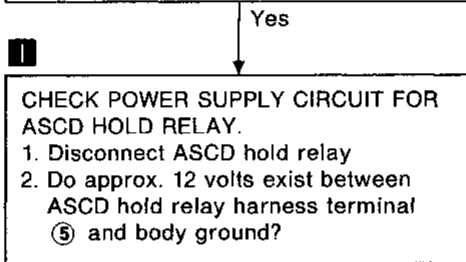 Yes
I
CHECK POWER SUPPLY CIRCUIT FOR
ASCD HOLD RELAY.
1. Disconnect ASCD hold relay
2. Do approx. 12 volts exist between
ASCD hold relay harness terminal
⑤ and body ground?